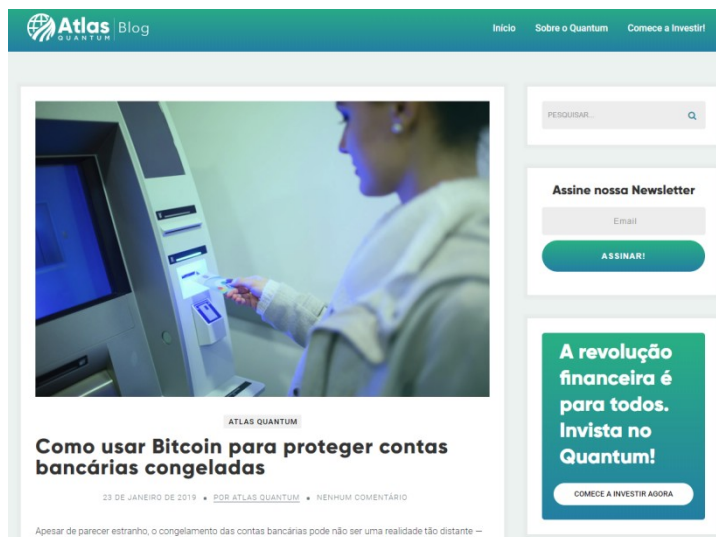 Atlas
QUANTUM
Blog
Início Sobre o Quantum Comece a Investir!
PESQUISAR...
Assine nossa Newsletter
Email
ASSINAR!
A revolução
financeira é
para todos.
Invista no
Quantum!
COMECE A INVESTIR AGORA
ATLAS QUANTUM
Como usar Bitcoin para proteger contas
bancárias congeladas
23 DE JANEIRO DE 2019 • POR ATLAS QUANTUM • NENHUM COMENTÁRIO
Apesar de parecer estranho, o congelamento das contas bancárias pode não ser uma realidade tão distante —